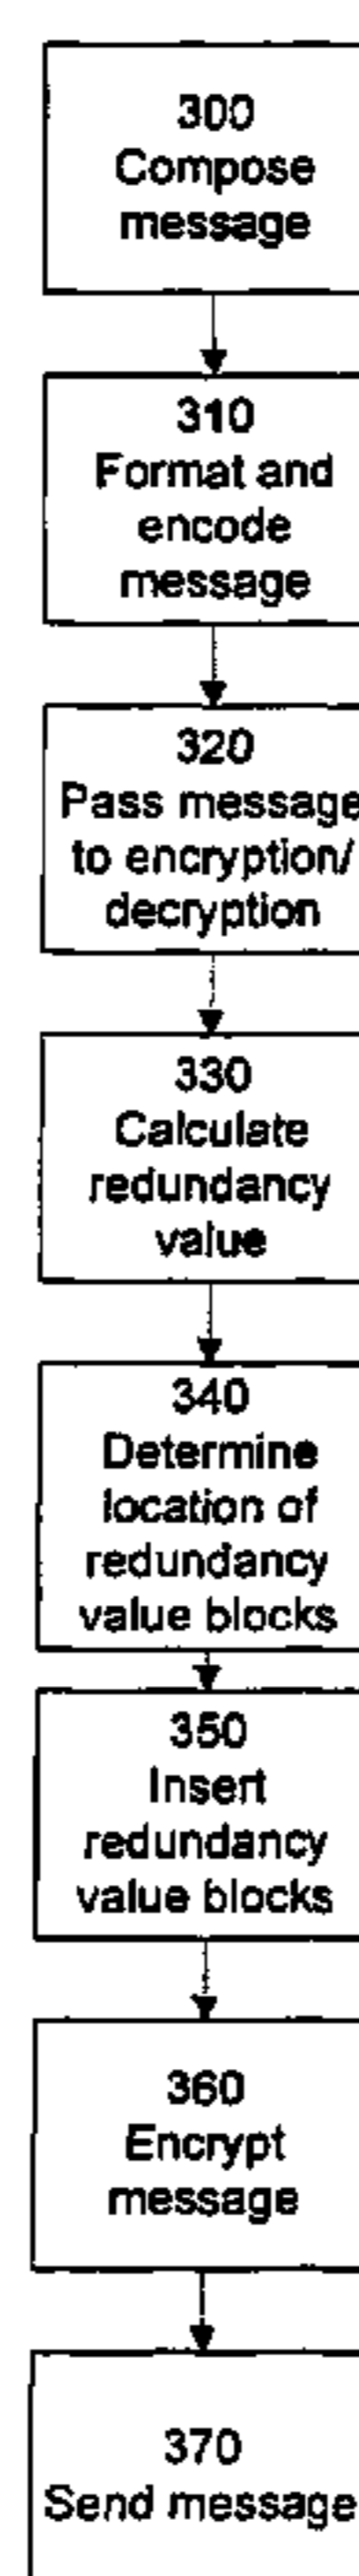 300
Compose
message
310
Format and
encode
message
320
Pass message
to encryption/
decryption
330
Calculate
redundancy
value
340
Determine
location of
redundancy
value blocks
350
Insert
redundancy
value blocks
360
Encrypt
message
370
Send message